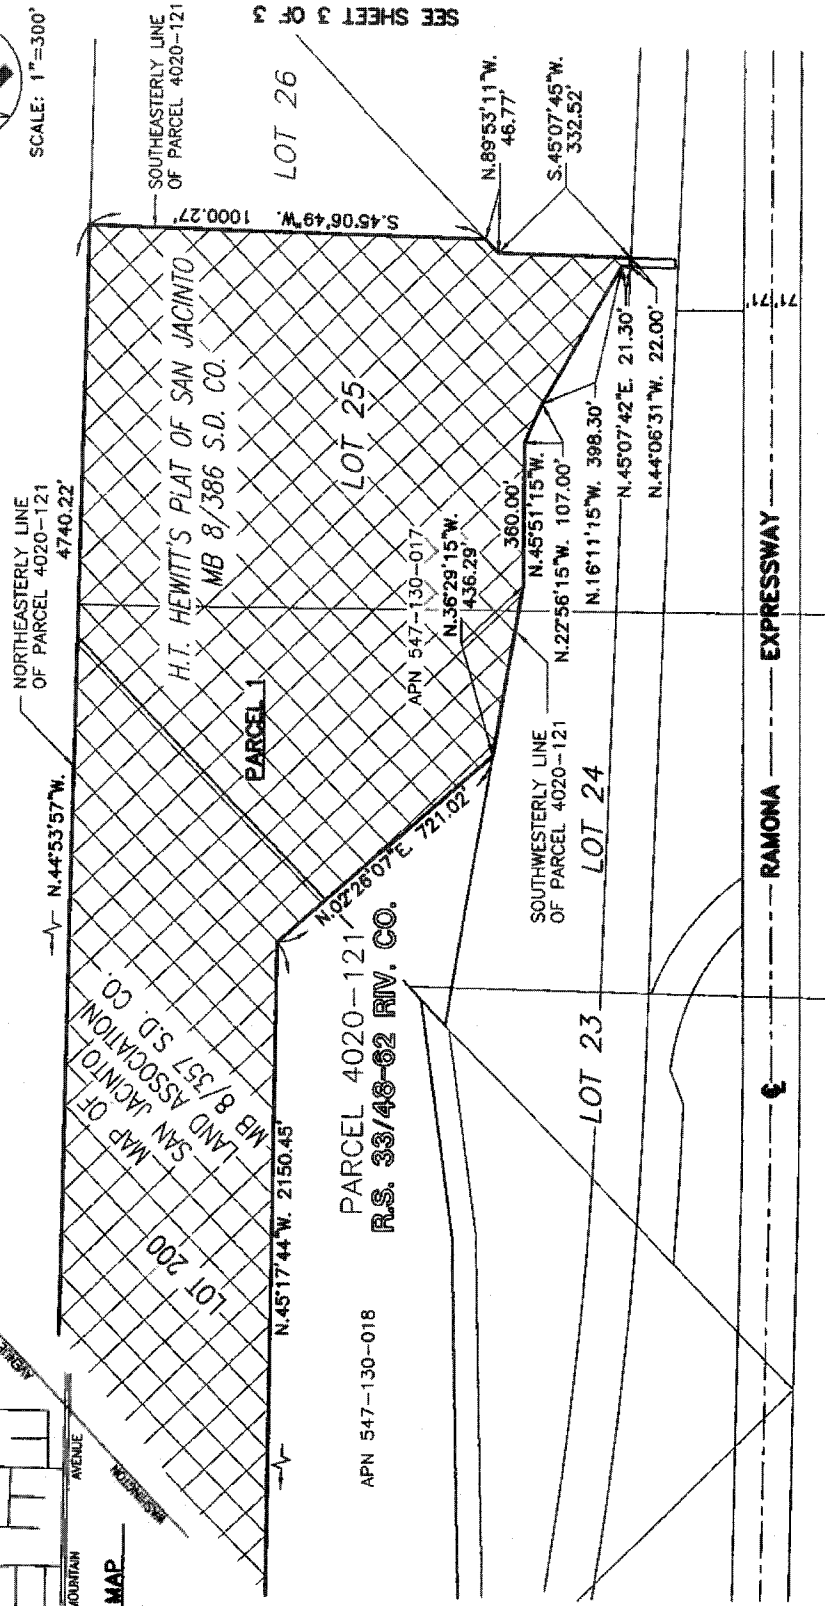 SCALE: 1"=300'
SEE SHEET 3 OF 3
SOUTHEASTERLY LINE
OF PARCEL 4020-121
LOT 26
N.89°53'11"W.
46.77'
S.45°07'45"W.
332.52'
S.45°06'49"W. 1000.27'
NORTHEASTERLY LINE
OF PARCEL 4020-121
4740.22'
N.44°53'57"W.
H.T. HEWITT'S PLAT OF SAN JACINTO
MB 8/386 S.D. CO.
LOT 25
PARCEL 1
APN 547-130-017
N.36°29'15"W.
436.29'
360.00'
N.45°51'15"W.
N.22°56'15"W. 107.00'
N.16°11'15"W. 398.30'
N.45°07'42"E. 21.30'
N.44°06'31"W. 22.00'
71'
71'
N.02°26'07"E. 721.02'
SOUTHWESTERLY LINE
OF PARCEL 4020-121
LOT 24
LOT 23
PARCEL 4020-121
R.S. 33/48-62 RIV. CO.
MAP OF
SAN JACINTO
LAND ASSOCIATION
MB 8/357 S.D. CO.
LOT 200
N.45°17'44"W. 2150.45'
APN 547-130-018
℄
RAMONA
EXPRESSWAY
AVENUE
WASHINGTON
AVENUE
MOUNTAIN
MAP